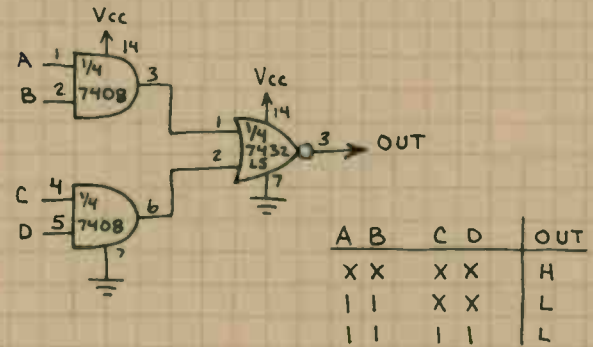 Vcc
14
A 1
1/4
7408
3
B 2
Vcc
14
1
1/4
7432
LS
3 OUT
2
7
C 4
1/4
7408
6
D 5
7
A B C D OUT
X X X X H
1 1 X X L
1 1 1 1 L